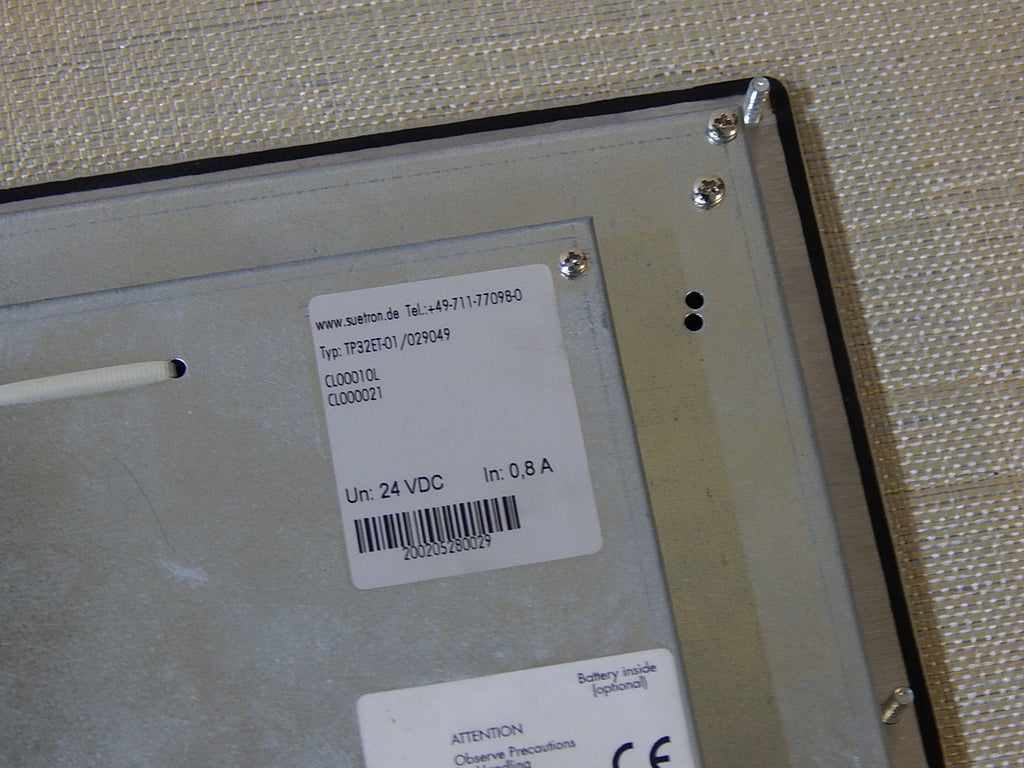 www.suetron.de Tel.:+49-711-77098-0
Typ: TP32ET-01/029049
CL00010L
CL000021
Un: 24 VDC In: 0,8 A
200205280029
Battery inside
(optional)
ATTENTION
Observe Precautions
Handling
CE